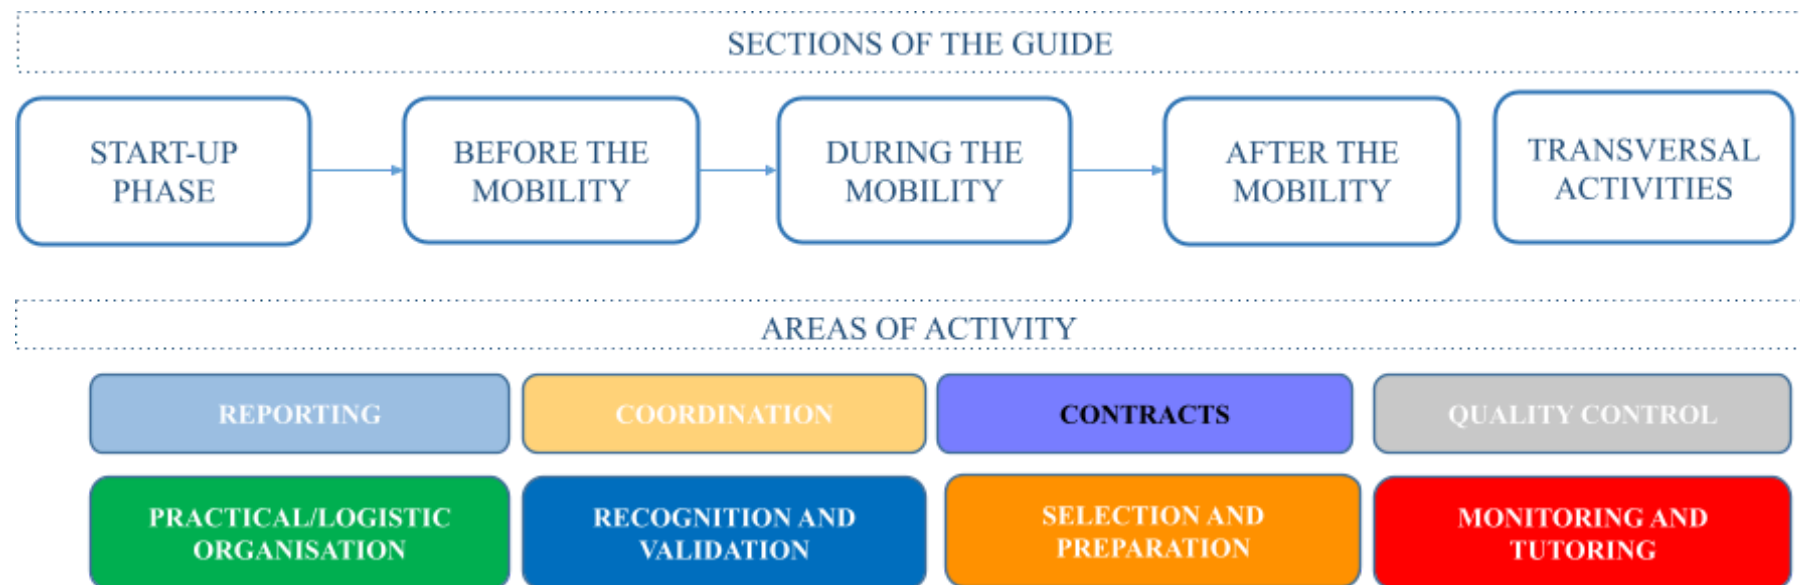 SECTIONS OF THE GUIDE
START-UP
PHASE
BEFORE THE
MOBILITY
DURING THE
MOBILITY
AFTER THE
MOBILITY
TRANSVERSAL
ACTIVITIES
AREAS OF ACTIVITY
REPORTING
COORDINATION
CONTRACTS
QUALITY CONTROL
PRACTICAL/LOGISTIC
ORGANISATION
RECOGNITION AND
VALIDATION
SELECTION AND
PREPARATION
MONITORING AND
TUTORING